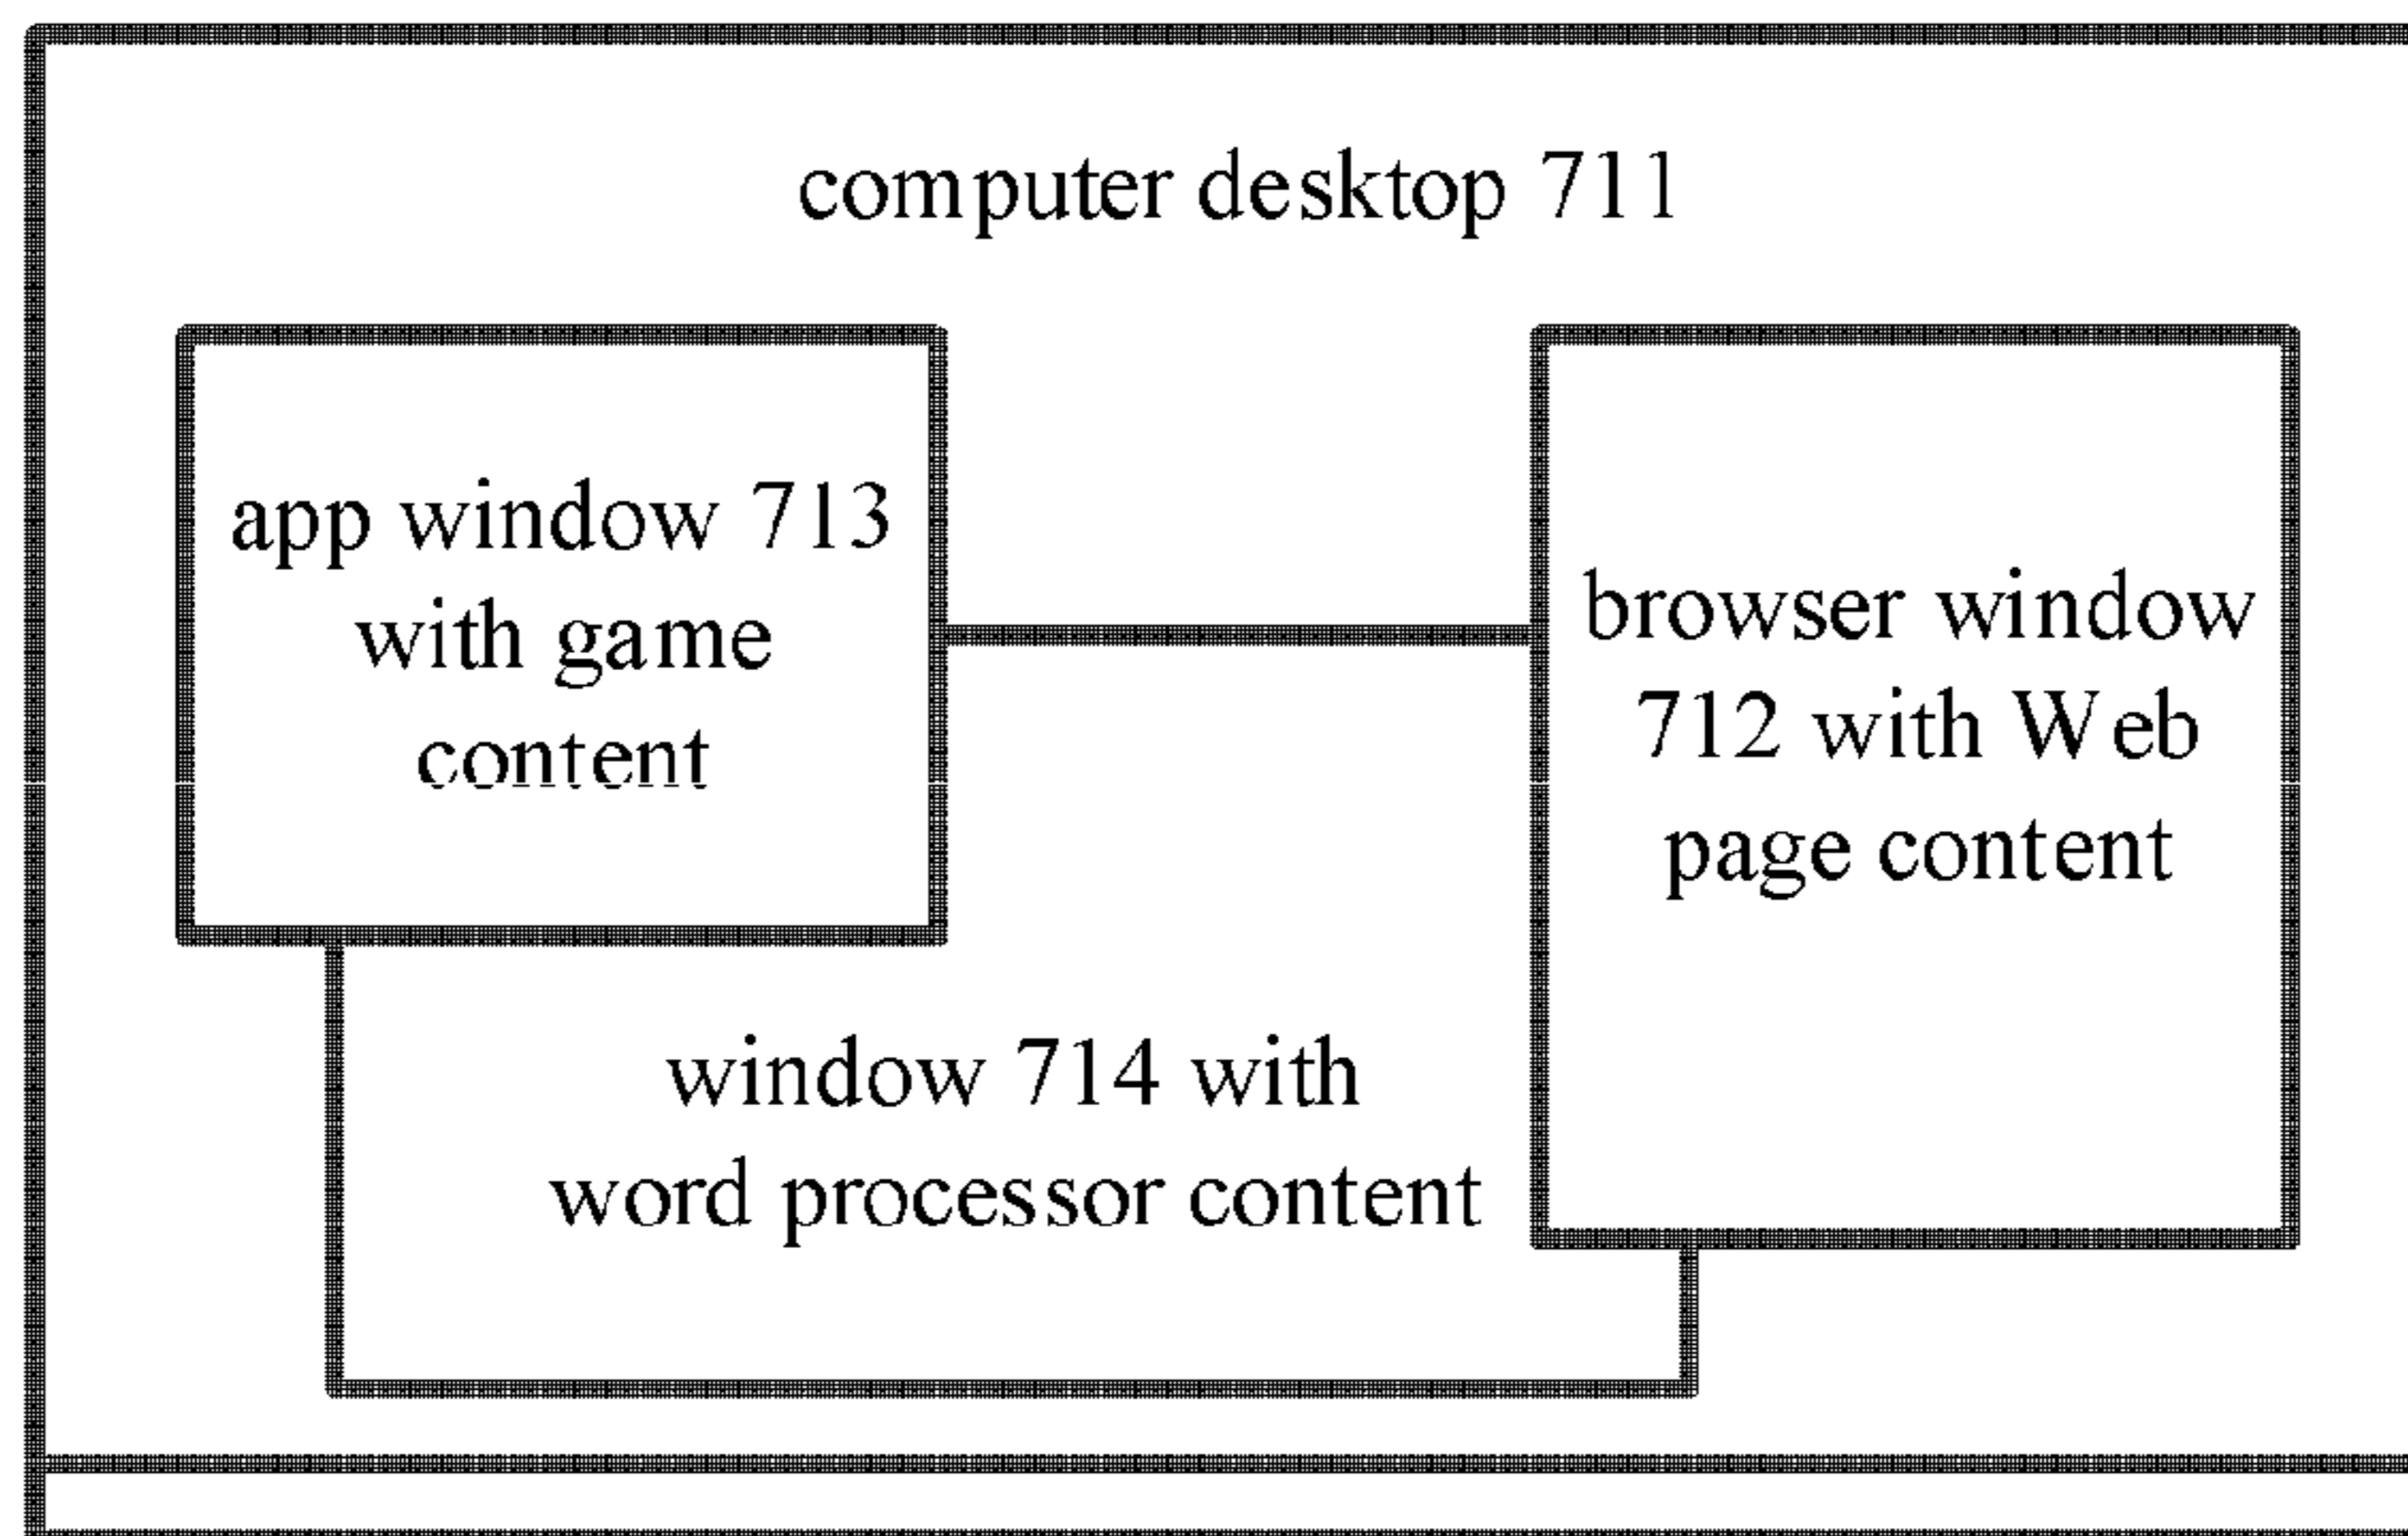 computer desktop 711
app window 713
with game
content
browser window
712 with Web
page content
window 714 with
word processor content